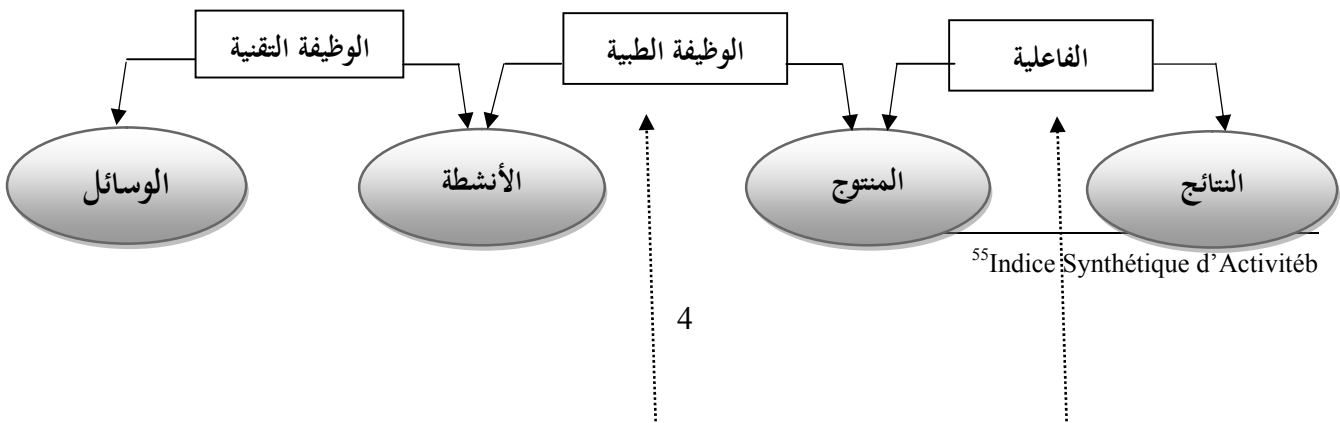 الفاعلية
الوظيفة الطبية
الوظيفة التقنية
النتائج
المنتوج
الأنشطة
الوسائل
⁵⁵Indice Synthétique d’Activitéb
4